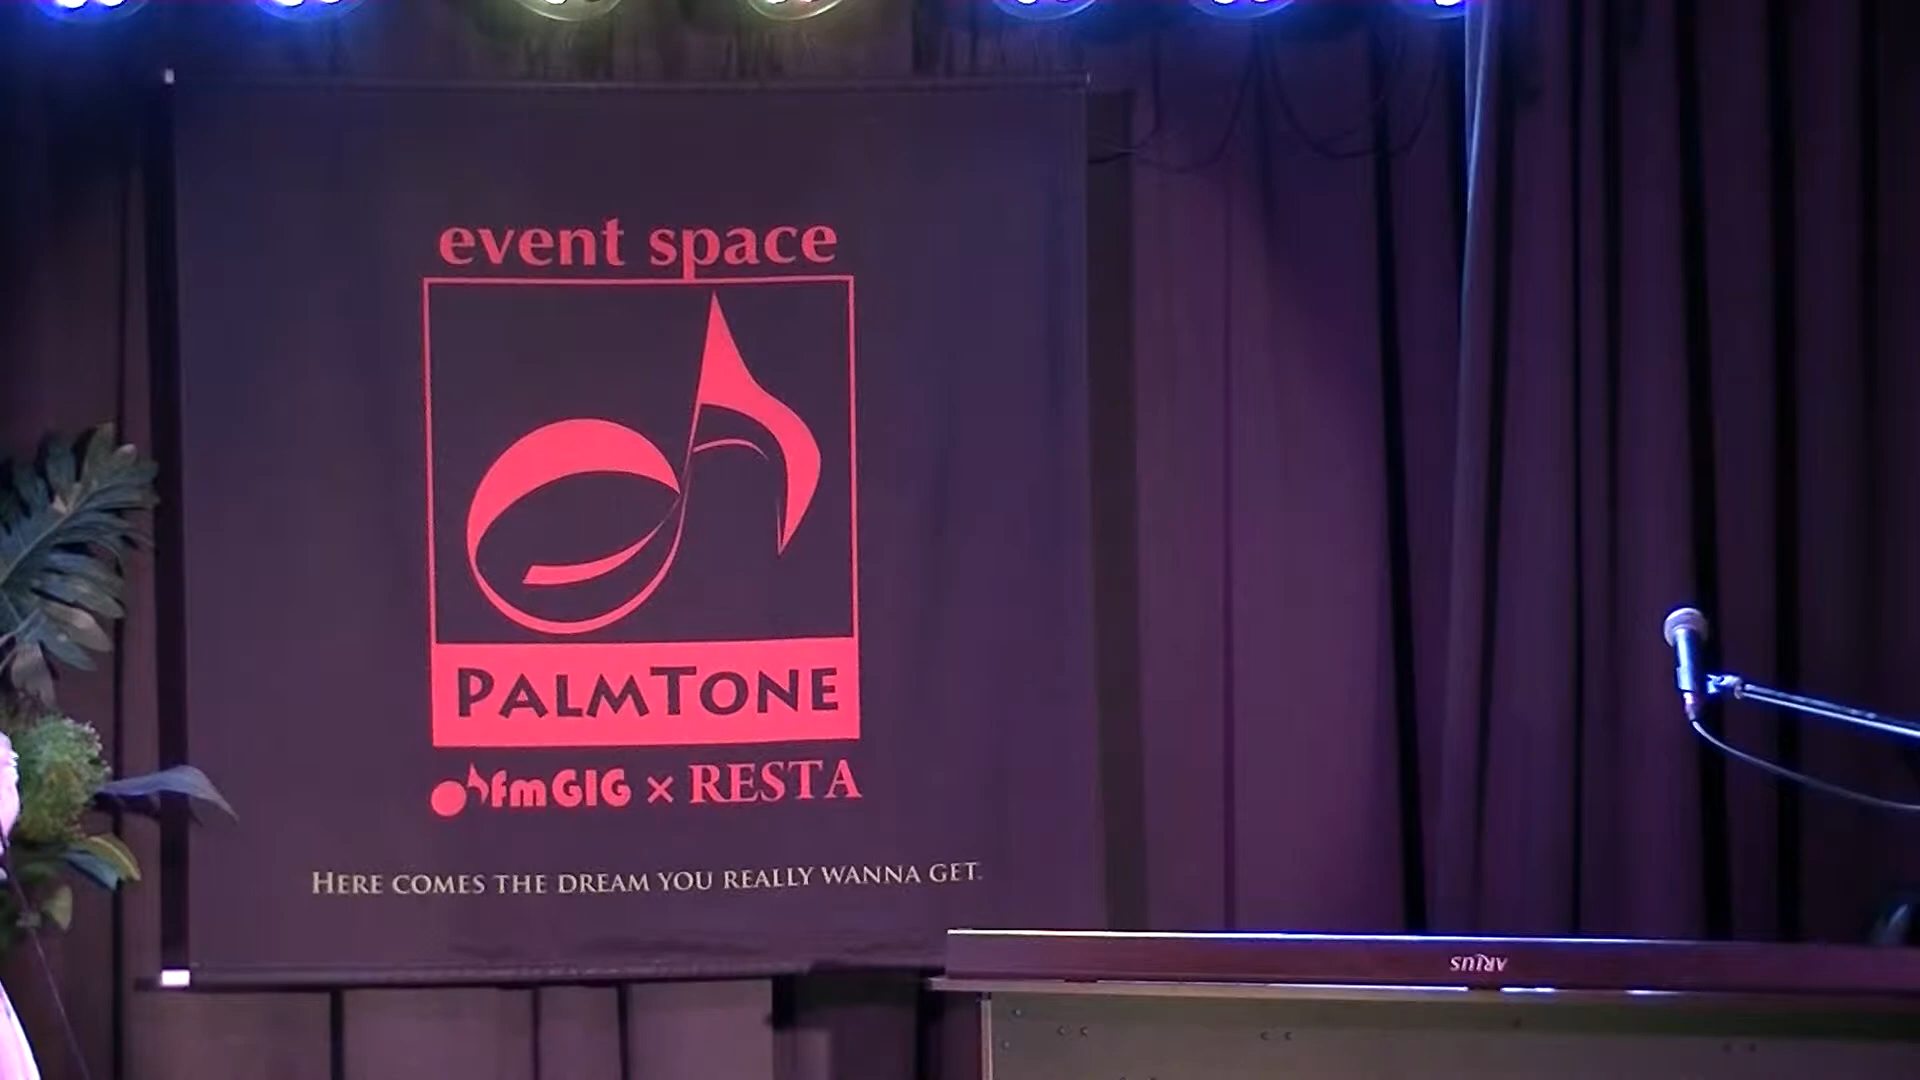 event space
PALMTONE
fmGIG × RESTA
HERE COMES THE DREAM YOU REALLY WANNA GET.
ARIUS